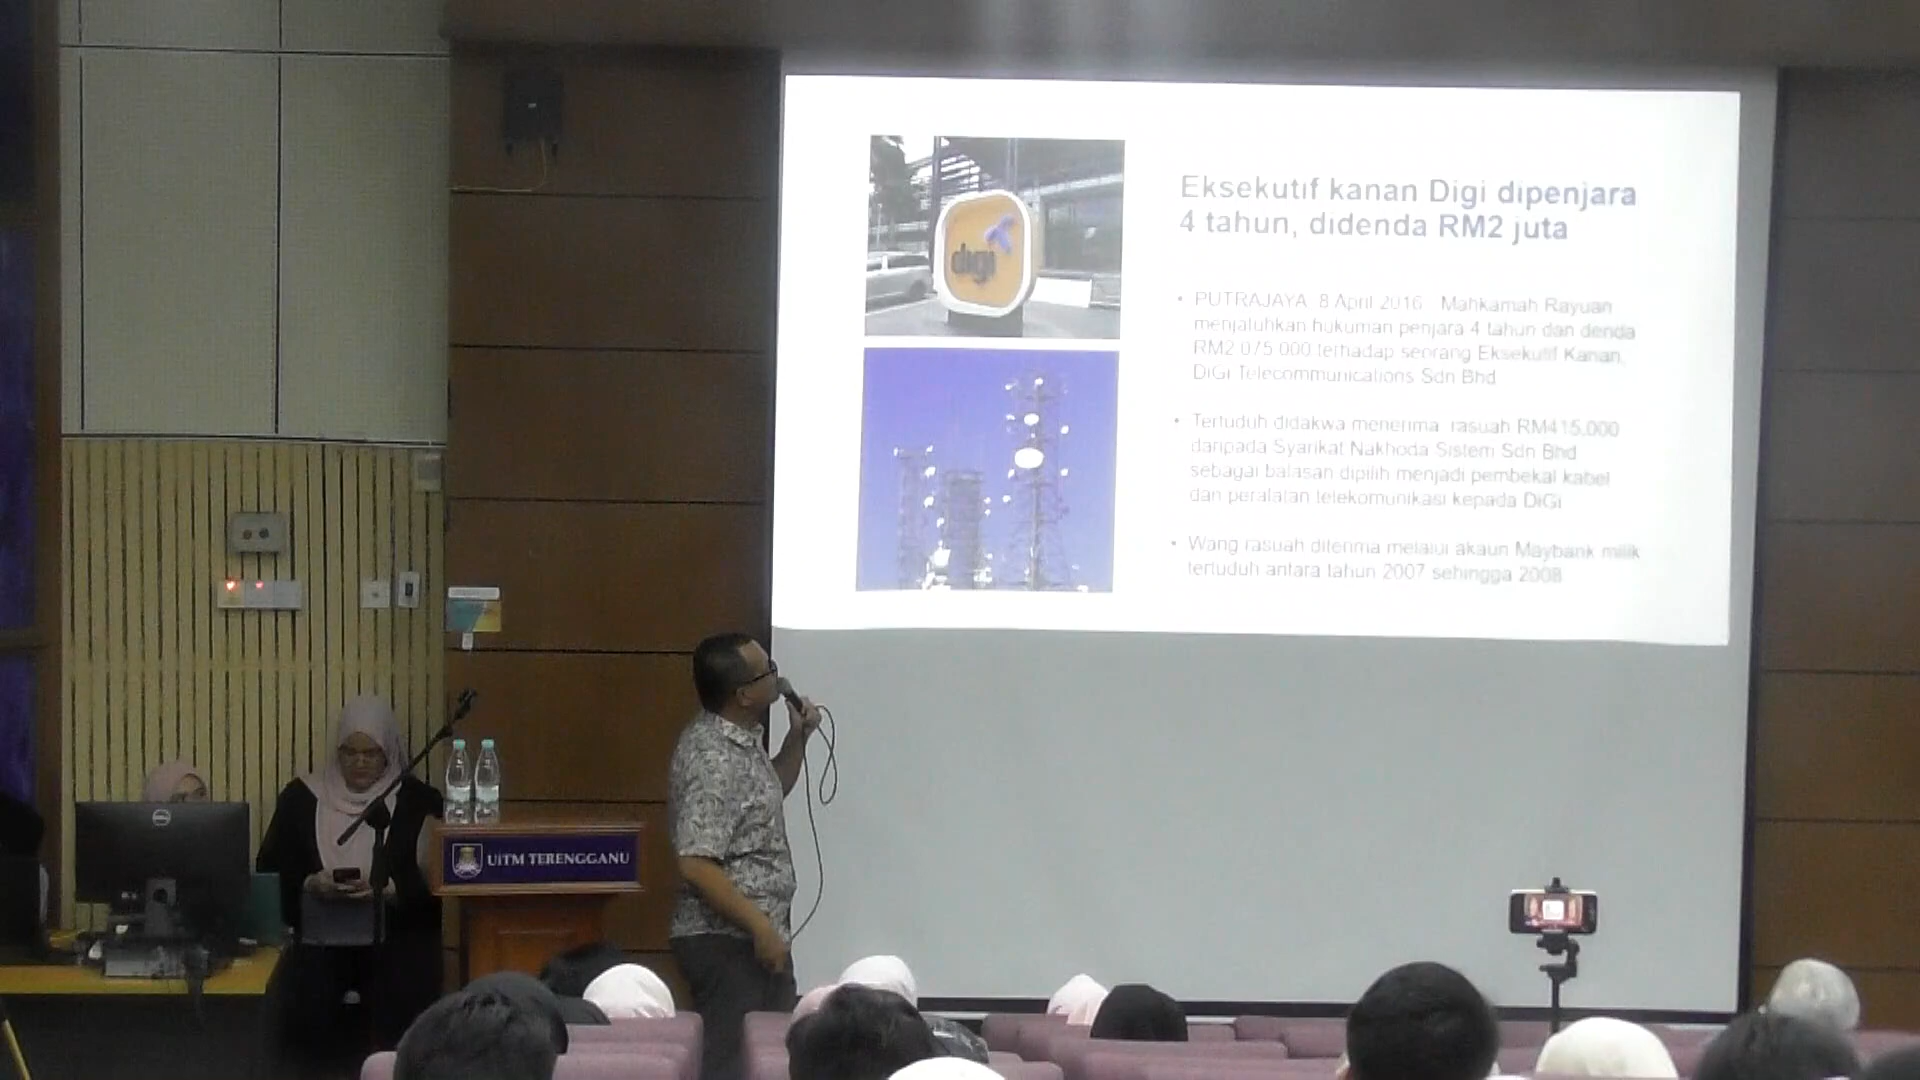 digi
Eksekutif kanan Digi dipenjara
4 tahun, didenda RM2 juta
• PUTRAJAYA 8 April 2016 Mahkamah Rayuan
menjatuhkan hukuman penjara 4 tahun dan denda
RM2 075 000 terhadap seorang Eksekutif Kanan,
DiGi Telecommunications Sdn Bhd
• Tertuduh didakwa menerima rasuah RM415,000
daripada Syarikat Nakhoda Sistem Sdn Bhd
sebagai balasan dipilih menjadi pembekal kabel
dan peralatan telekomunikasi kepada DiGi
• Wang rasuah diterima melalui akaun Maybank milik
tertuduh antara tahun 2007 sehingga 2008
DELL
UiTM TERENGGANU